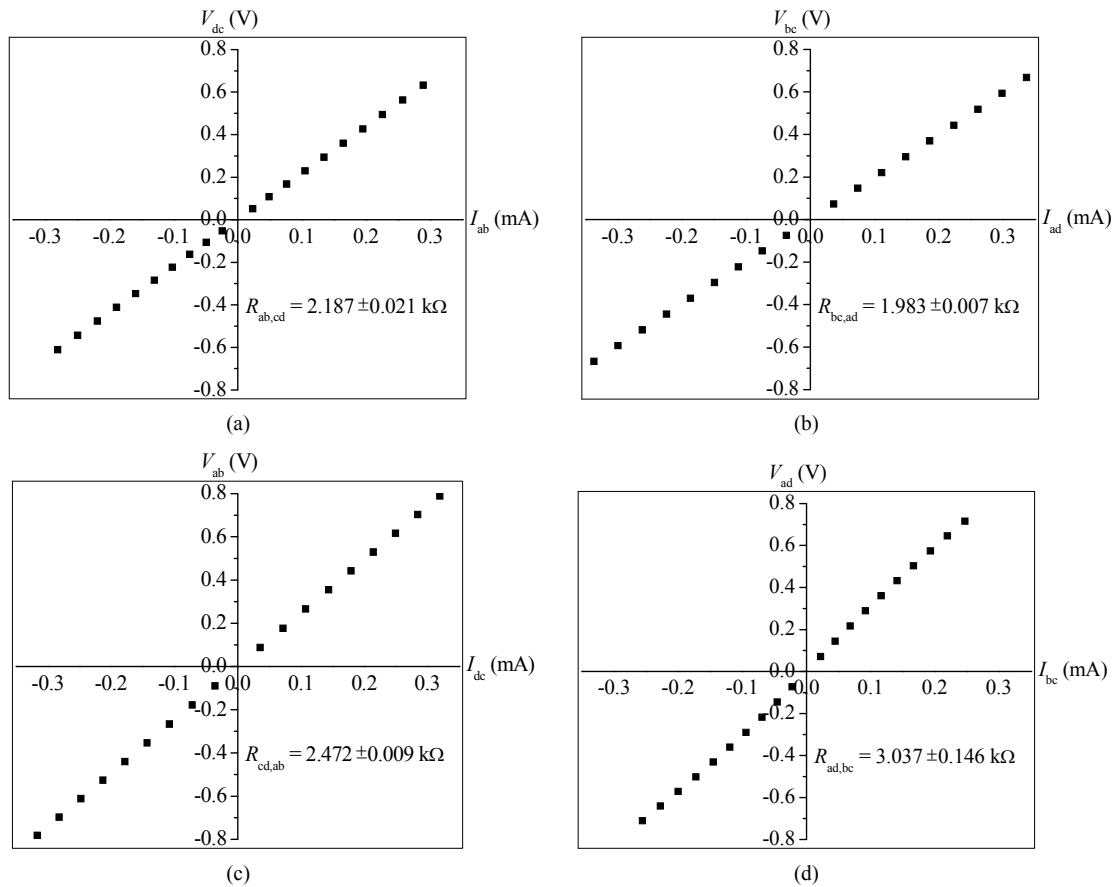 V_dc (V)
0.8
0.6
0.4
0.2
0.0
-0.3 -0.2 -0.1 0.0 0.1 0.2 0.3
I_ab (mA)
-0.2
-0.4
-0.6
-0.8
R_ab,cd = 2.187 ±0.021 kΩ
(a)
V_bc (V)
0.8
0.6
0.4
0.2
0.0
-0.3 -0.2 -0.1 0.0 0.1 0.2 0.3
I_ad (mA)
-0.2
-0.4
-0.6
-0.8
R_bc,ad = 1.983 ±0.007 kΩ
(b)
V_ab (V)
0.8
0.6
0.4
0.2
0.0
-0.3 -0.2 -0.1 0.0 0.1 0.2 0.3
I_dc (mA)
-0.2
-0.4
-0.6
-0.8
R_cd,ab = 2.472 ±0.009 kΩ
(c)
V_ad (V)
0.8
0.6
0.4
0.2
0.0
-0.3 -0.2 -0.1 0.0 0.1 0.2 0.3
I_bc (mA)
-0.2
-0.4
-0.6
-0.8
R_ad,bc = 3.037 ±0.146 kΩ
(d)